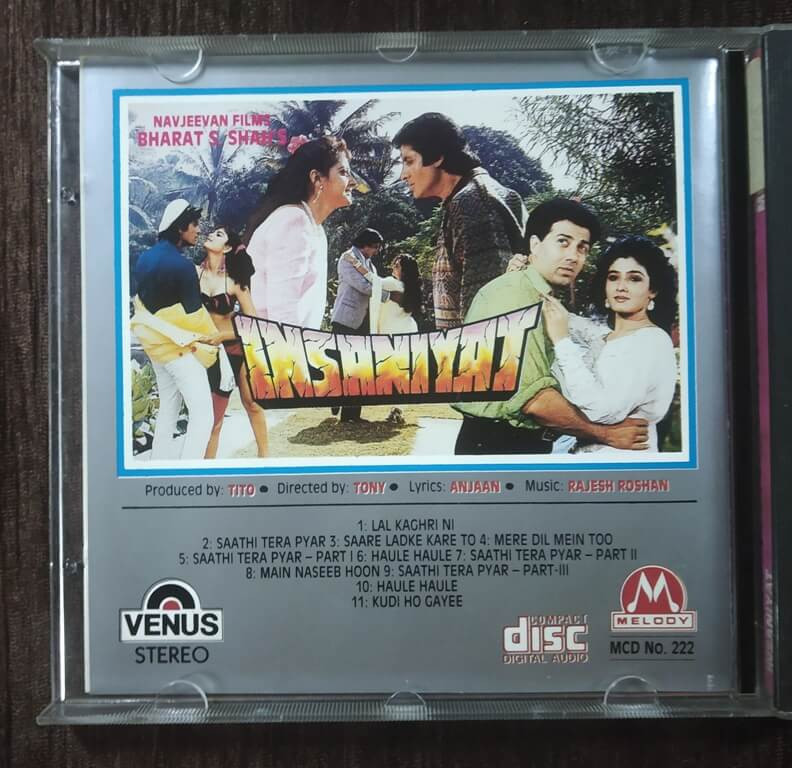 NAVJEEVAN FILMS
BHARAT S. SHAH'S
INSANIYAT
Produced by: TITO ● Directed by: TONY ● Lyrics: ANJAAN ● Music: RAJESH ROSHAN
1: LAL KAGHRI NI
2: SAATHI TERA PYAR 3: SAARE LADKE KARE TO 4: MERE DIL MEIN TOO
5: SAATHI TERA PYAR – PART I 6: HAULE HAULE 7: SAATHI TERA PYAR – PART II
8: MAIN NASEEB HOON 9: SAATHI TERA PYAR – PART-III
10: HAULE HAULE
11: KUDI HO GAYEE
VENUS
STEREO
COMPACT
disc
DIGITAL AUDIO
MELODY
MCD No. 222
INSANIYAT